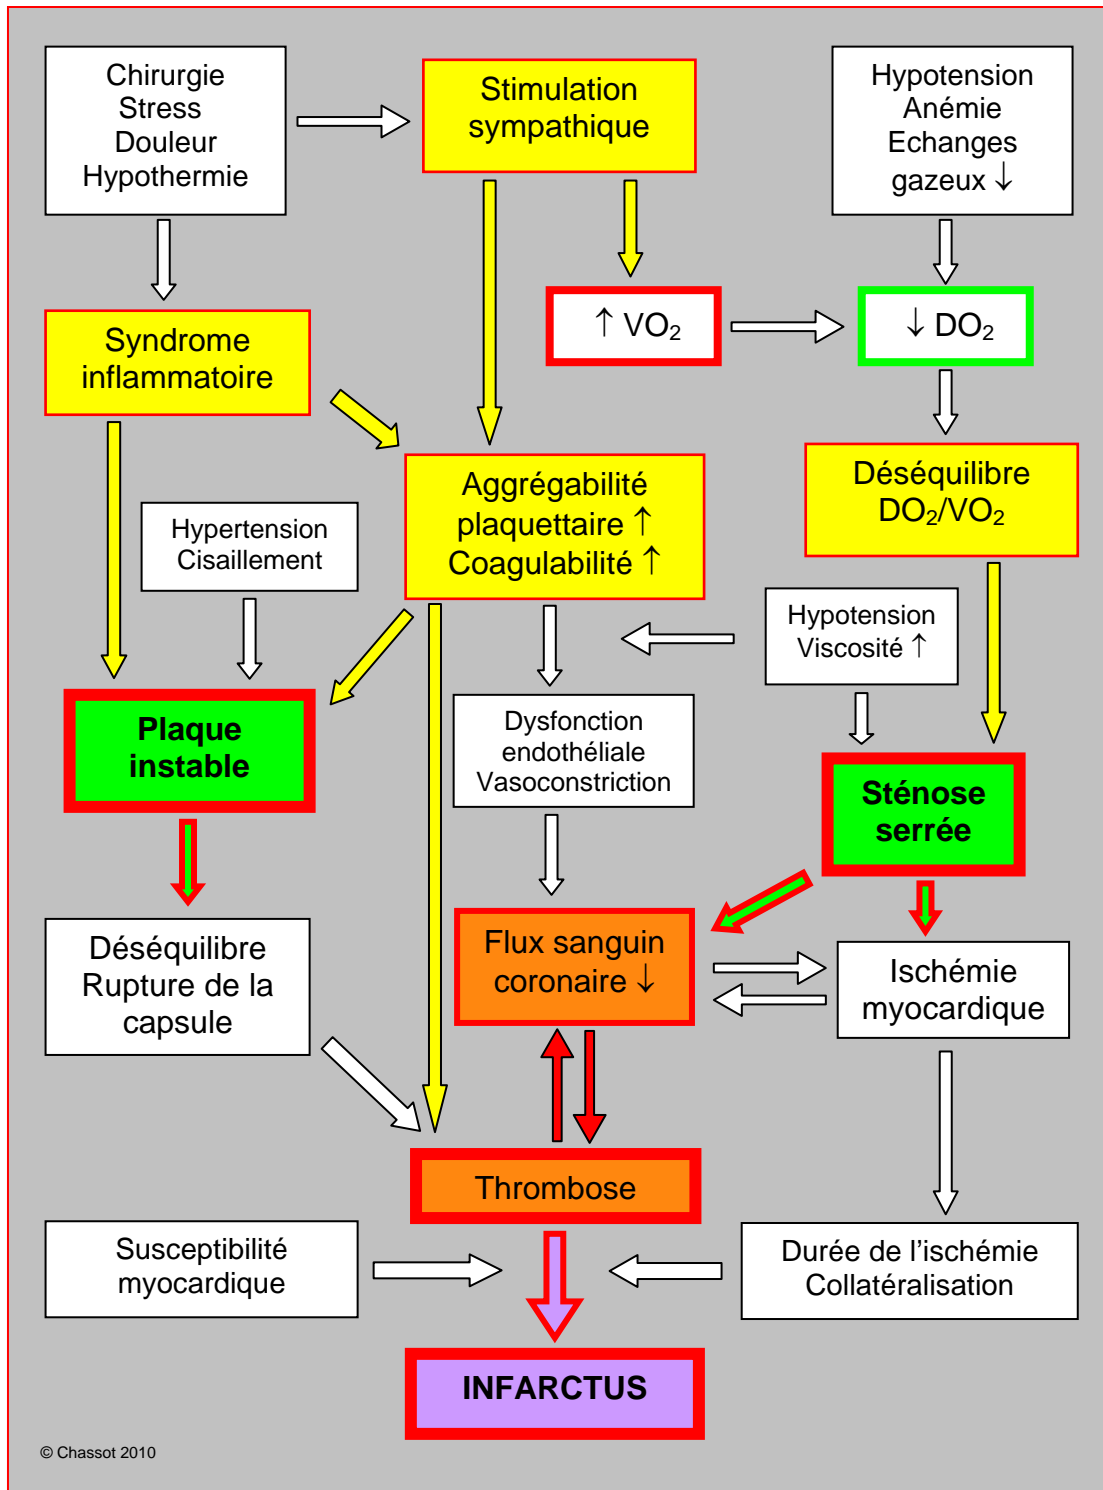 Chirurgie
Stress
Douleur
Hypothermie
Stimulation
sympathique
Hypotension
Anémie
Echanges
gazeux ↓
↑ VO₂
↓ DO₂
Syndrome
inflammatoire
Aggrégabilité
plaquettaire ↑
Coagulabilité ↑
Déséquilibre
DO₂/VO₂
Hypertension
Cisaillement
Hypotension
Viscosité ↑
Plaque
instable
Dysfonction
endothéliale
Vasoconstriction
Sténose
serrée
Déséquilibre
Rupture de la
capsule
Flux sanguin
coronaire ↓
Ischémie
myocardique
Thrombose
Susceptibilité
myocardique
Durée de l'ischémie
Collatéralisation
INFARCTUS
© Chassot 2010